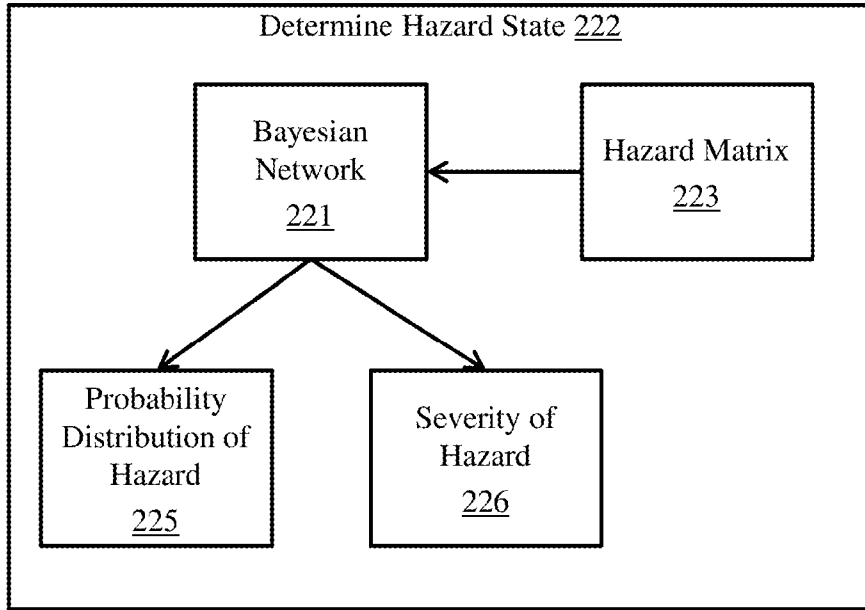 Determine Hazard State 222
Bayesian
Network
221
Hazard Matrix
223
Probability
Distribution of
Hazard
225
Severity of
Hazard
226